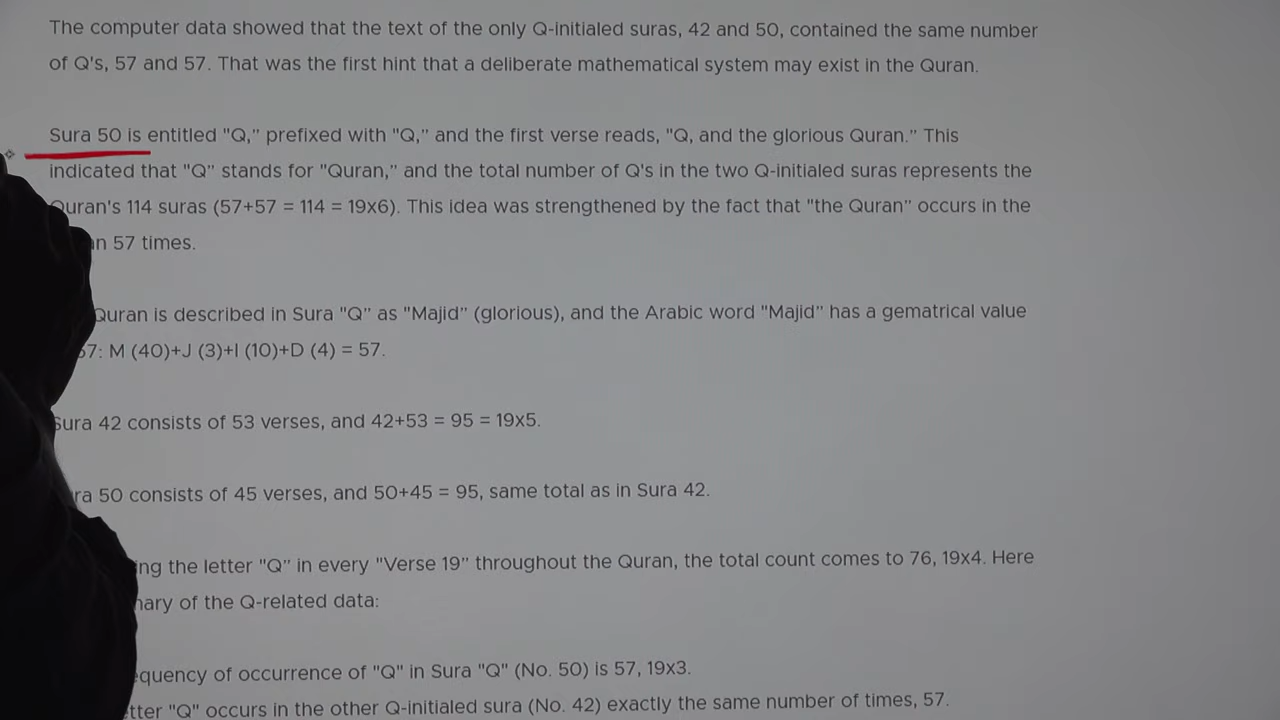 The computer data showed that the text of the only Q-initialed suras, 42 and 50, contained the same number
of Q's, 57 and 57. That was the first hint that a deliberate mathematical system may exist in the Quran.
Sura 50 is entitled "Q," prefixed with "Q," and the first verse reads, "Q, and the glorious Quran." This
indicated that "Q" stands for "Quran," and the total number of Q's in the two Q-initialed suras represents the
Quran's 114 suras (57+57 = 114 = 19x6). This idea was strengthened by the fact that "the Quran" occurs in the
57 times.
Quran is described in Sura "Q" as "Majid" (glorious), and the Arabic word "Majid" has a gematrical value
M (40)+J (3)+I (10)+D (4) = 57.
Sura 42 consists of 53 verses, and 42+53 = 95 = 19x5.
50 consists of 45 verses, and 50+45 = 95, same total as in Sura 42.
the letter "Q" in every "Verse 19" throughout the Quran, the total count comes to 76, 19x4. Here
of the Q-related data:
of occurrence of "Q" in Sura "Q" (No. 50) is 57, 19x3.
"Q" occurs in the other Q-initialed sura (No. 42) exactly the same number of times, 57.